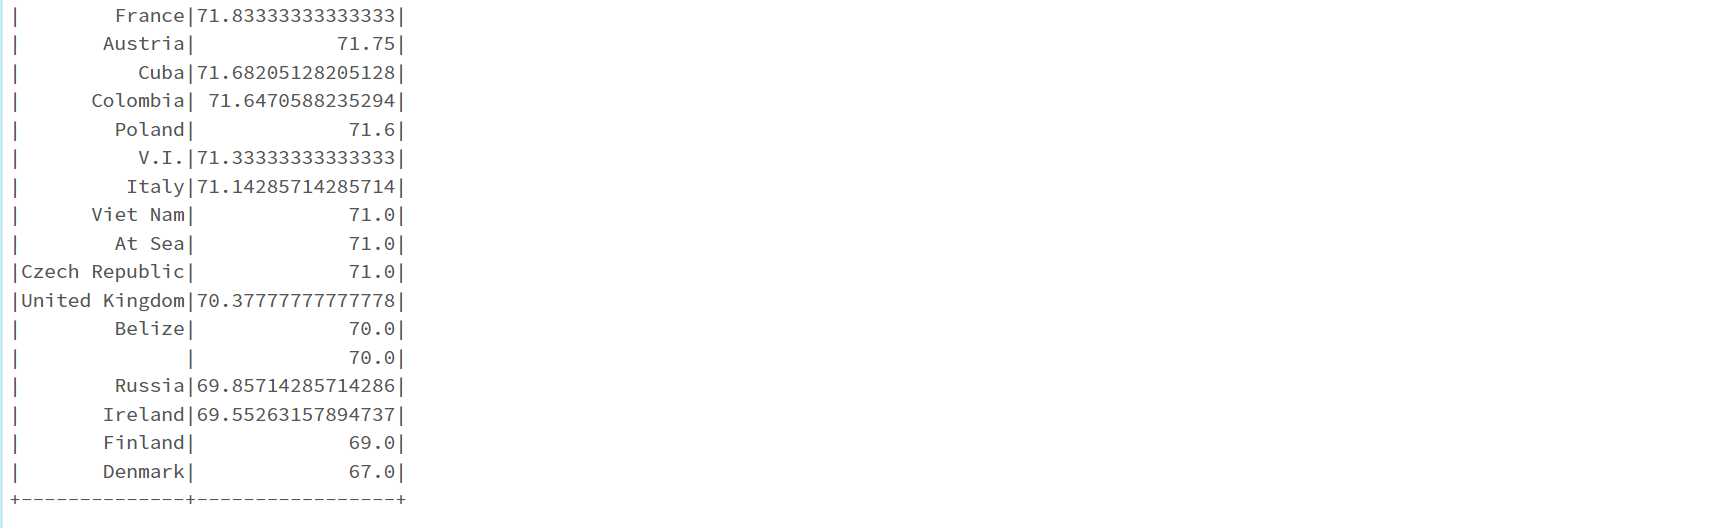 |        France|71.83333333333333|
|       Austria|            71.75|
|          Cuba|71.68205128205128|
|      Colombia| 71.6470588235294|
|        Poland|             71.6|
|          V.I.|71.33333333333333|
|         Italy|71.14285714285714|
|      Viet Nam|             71.0|
|        At Sea|             71.0|
|Czech Republic|             71.0|
|United Kingdom|70.37777777777778|
|        Belize|             70.0|
|              |             70.0|
|        Russia|69.85714285714286|
|       Ireland|69.55263157894737|
|       Finland|             69.0|
|       Denmark|             67.0|
+--------------+-----------------+